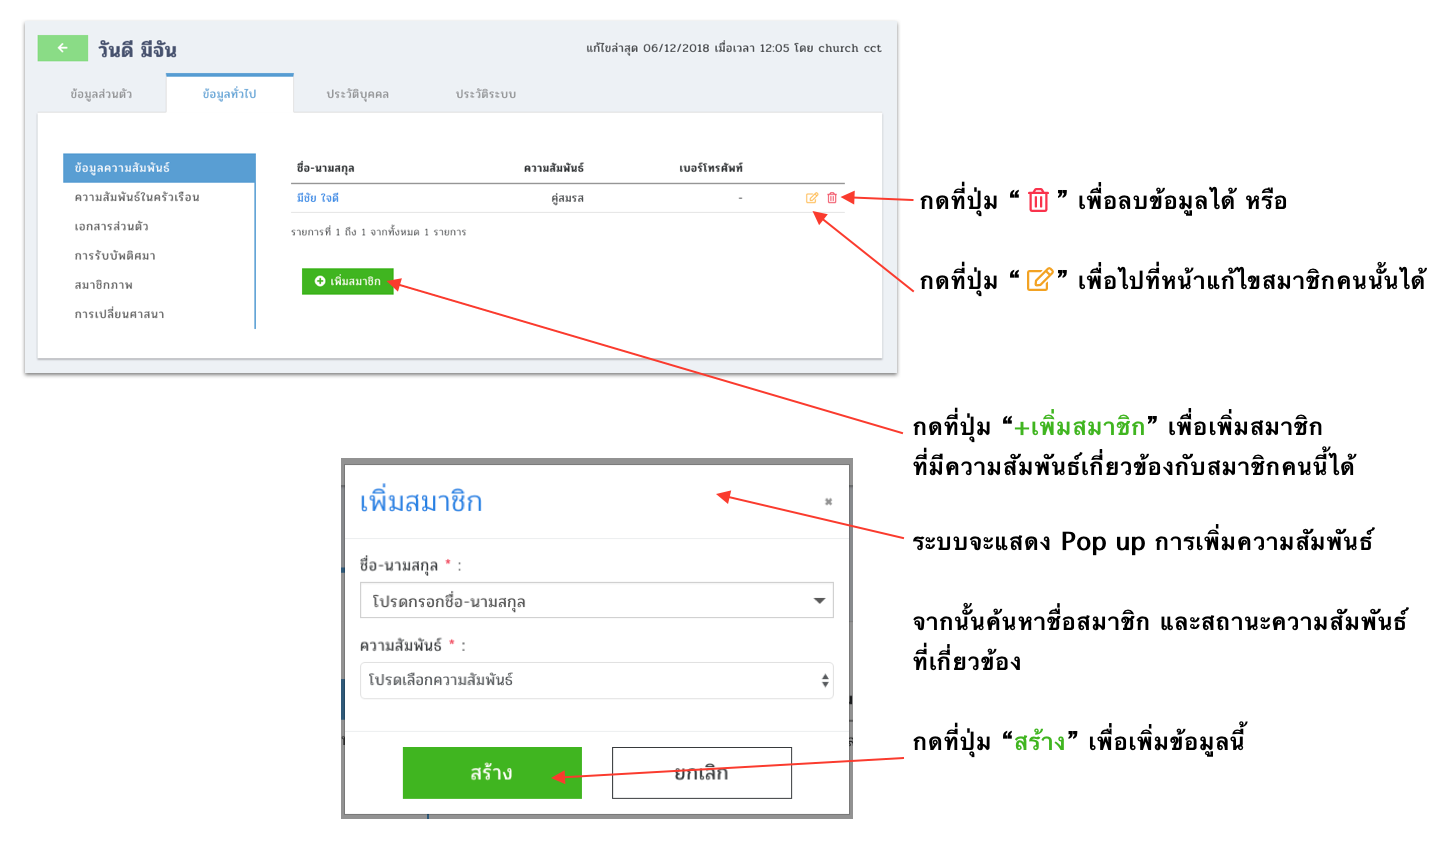 วันดี มีจัน
แก้ไขล่าสุด 06/12/2018 เมื่อเวลา 12:05 โดย church cct
ข้อมูลส่วนตัว ข้อมูลทั่วไป ประวัติบุคคล ประวัติระบบ
ข้อมูลความสัมพันธ์
ความสัมพันธ์ในครัวเรือน
เอกสารส่วนตัว
การรับบัพติศมา
สมาชิกภาพ
การเปลี่ยนศาสนา
ชื่อ-นามสกุล ความสัมพันธ์ เบอร์โทรศัพท์
มีชัย ใจดี คู่สมรส -
รายการที่ 1 ถึง 1 จากทั้งหมด 1 รายการ
เพิ่มสมาชิก
กดที่ปุ่ม “ ” เพื่อลบข้อมูลได้ หรือ
กดที่ปุ่ม “ ” เพื่อไปที่หน้าแก้ไขสมาชิกคนนั้นได้
กดที่ปุ่ม “+เพิ่มสมาชิก” เพื่อเพิ่มสมาชิก
ที่มีความสัมพันธ์เกี่ยวข้องกับสมาชิกคนนี้ได้
ระบบจะแสดง Pop up การเพิ่มความสัมพันธ์
จากนั้นค้นหาชื่อสมาชิก และสถานะความสัมพันธ์
ที่เกี่ยวข้อง
กดที่ปุ่ม “สร้าง” เพื่อเพิ่มข้อมูลนี้
เพิ่มสมาชิก
ชื่อ-นามสกุล * :
โปรดกรอกชื่อ-นามสกุล
ความสัมพันธ์ * :
โปรดเลือกความสัมพันธ์
สร้าง ยกเลิก